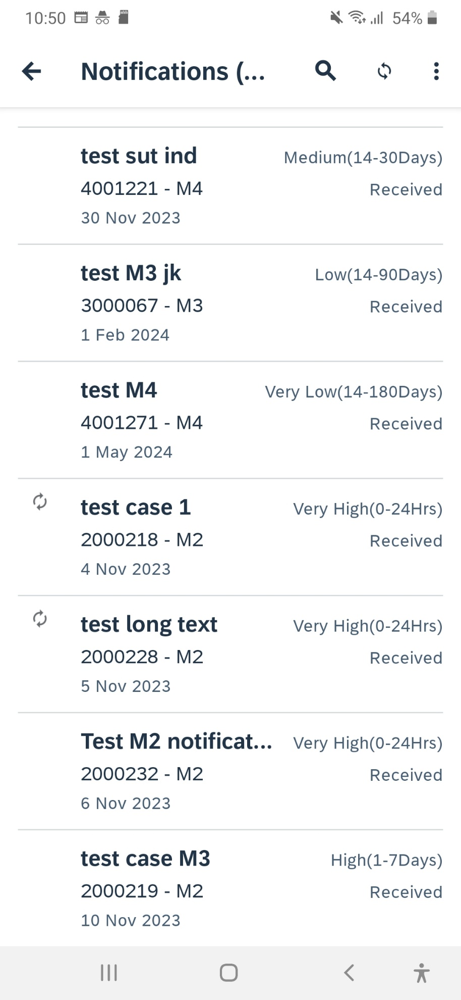 10:50 54%
Notifications (...
test sut ind Medium(14-30Days)
4001221 - M4 Received
30 Nov 2023
test M3 jk Low(14-90Days)
3000067 - M3 Received
1 Feb 2024
test M4 Very Low(14-180Days)
4001271 - M4 Received
1 May 2024
test case 1 Very High(0-24Hrs)
2000218 - M2 Received
4 Nov 2023
test long text Very High(0-24Hrs)
2000228 - M2 Received
5 Nov 2023
Test M2 notificat... Very High(0-24Hrs)
2000232 - M2 Received
6 Nov 2023
test case M3 High(1-7Days)
2000219 - M2 Received
10 Nov 2023